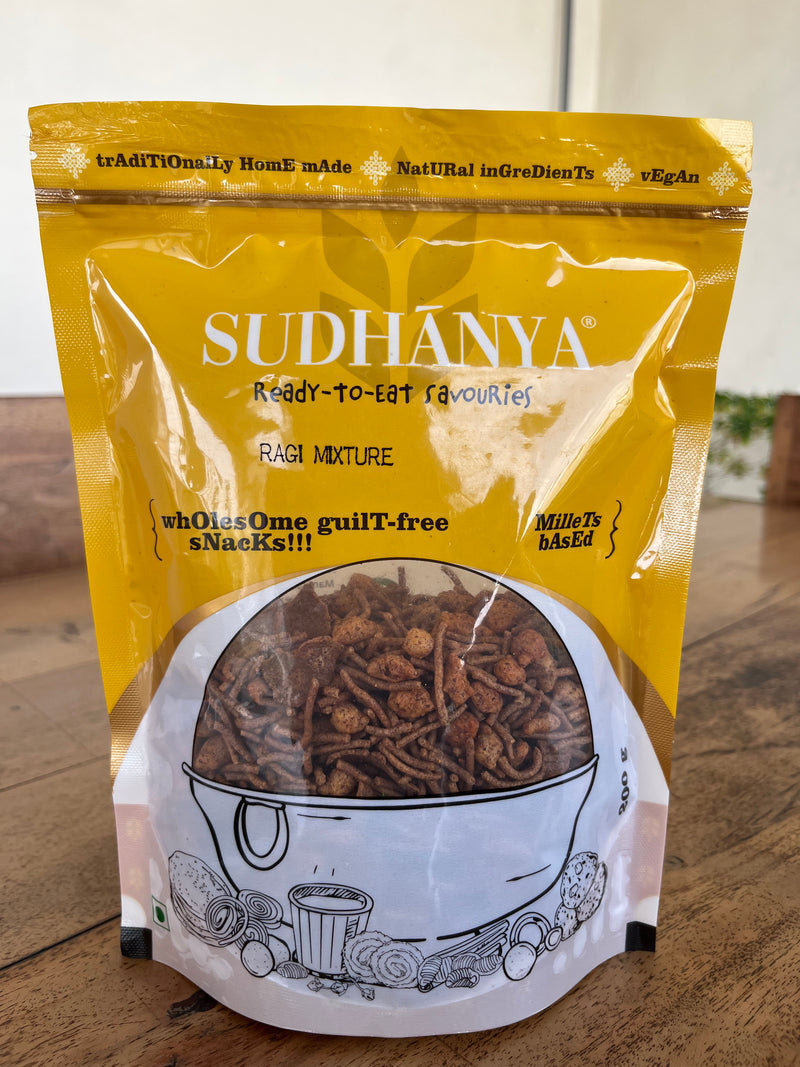 trAdiTiOnalLy HomE mAde NatURal inGreDienTs vEgAn
SUDHĀNYA®
ReAdy-to-EAt SAvouRiEs
RAGI MIXTURE
whOlesOme guilT-free
sNacKs!!!
MilleTs
bAsEd
200 g